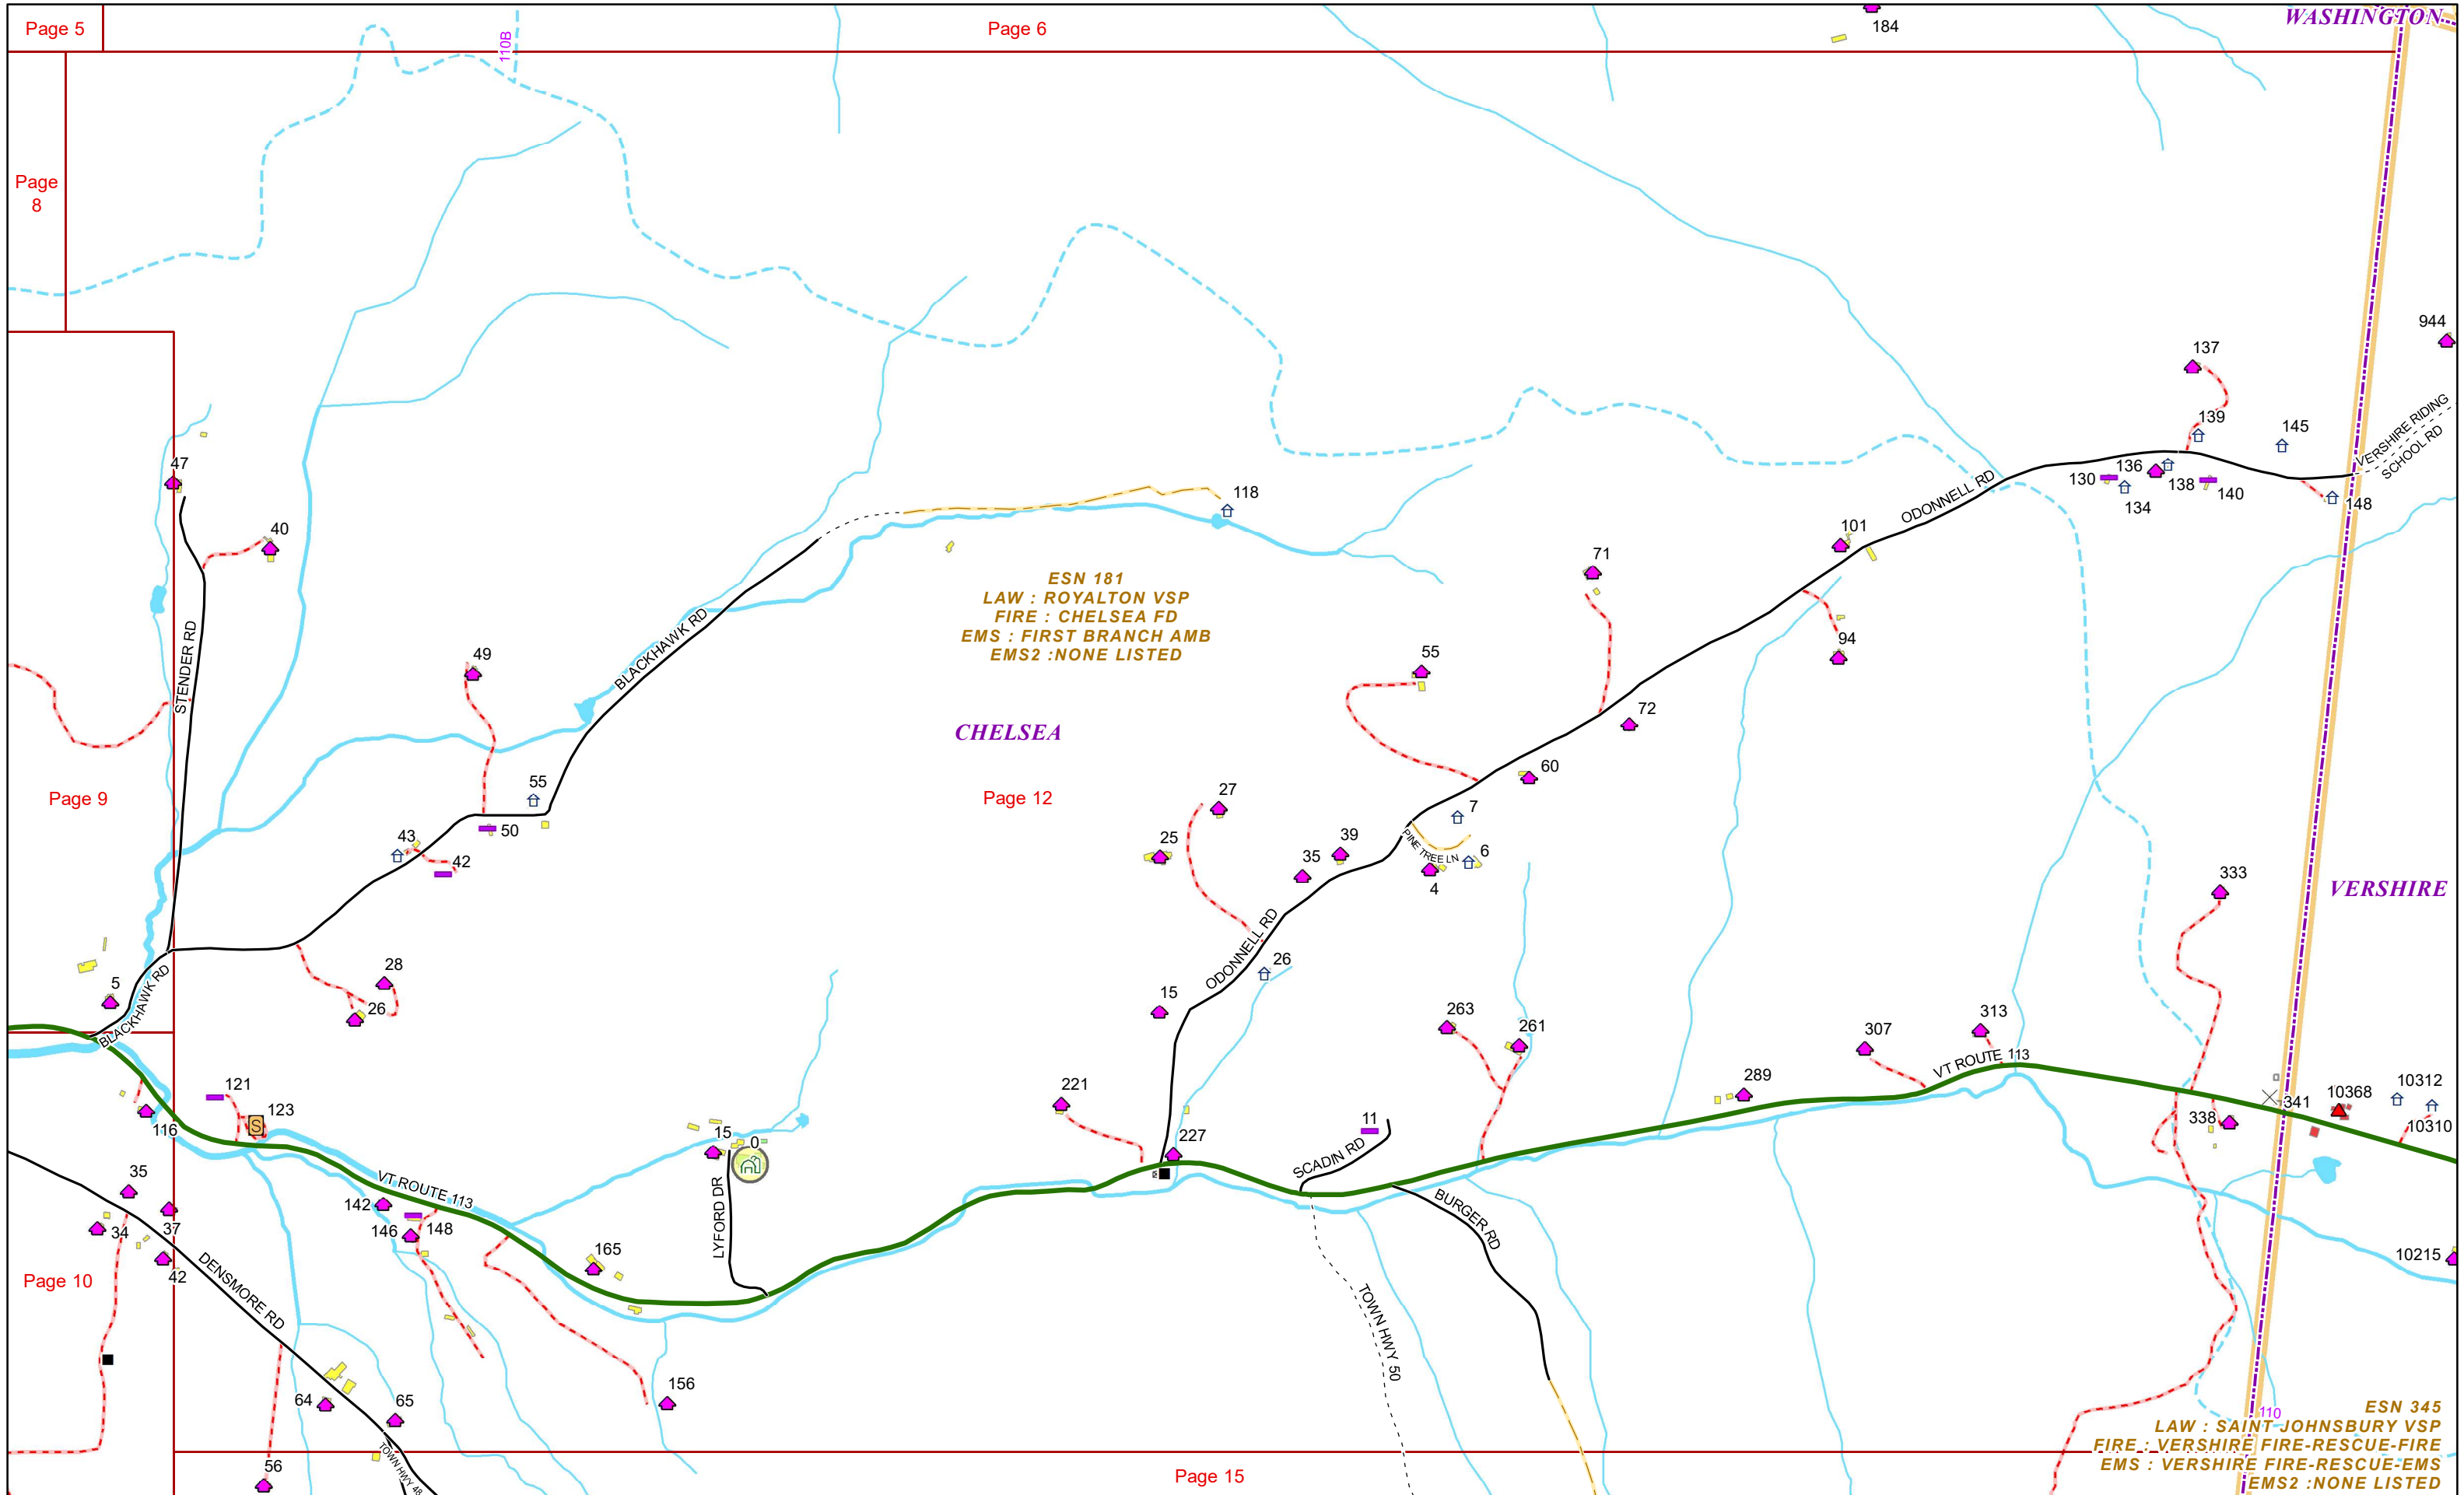 Page 5
Page 6
184
WASHINGTON
110B
Page
8
944
137
139
145
VERSHIRE RIDING
SCHOOL RD
47
136
130
138
140
134
148
118
ODONNELL RD
40
101
71
ESN 181
LAW : ROYALTON VSP
FIRE : CHELSEA FD
EMS : FIRST BRANCH AMB
EMS2 :NONE LISTED
STENDER RD
BLACKHAWK RD
49
55
94
72
CHELSEA
60
Page 9
55
Page 12
27
7
50
43
42
25
39
35
PINE TREE LN
6
4
333
VERSHIRE
ODONNELL RD
28
26
5
26
BLACKHAWK RD
15
263
261
307
313
VT ROUTE 113
121
123
S
116
221
289
10368
10312
341
338
10310
15
0
227
11
SCADIN RD
35
34
37
42
VT ROUTE 113
142
146
148
LYFORD DR
BURGER RD
165
10215
Page 10
DENSMORE RD
TOWN HWY 50
156
64
65
TOWN HWY 48
56
Page 15
110
ESN 345
LAW : SAINT JOHNSBURY VSP
FIRE : VERSHIRE FIRE-RESCUE-FIRE
EMS : VERSHIRE FIRE-RESCUE-EMS
EMS2 :NONE LISTED